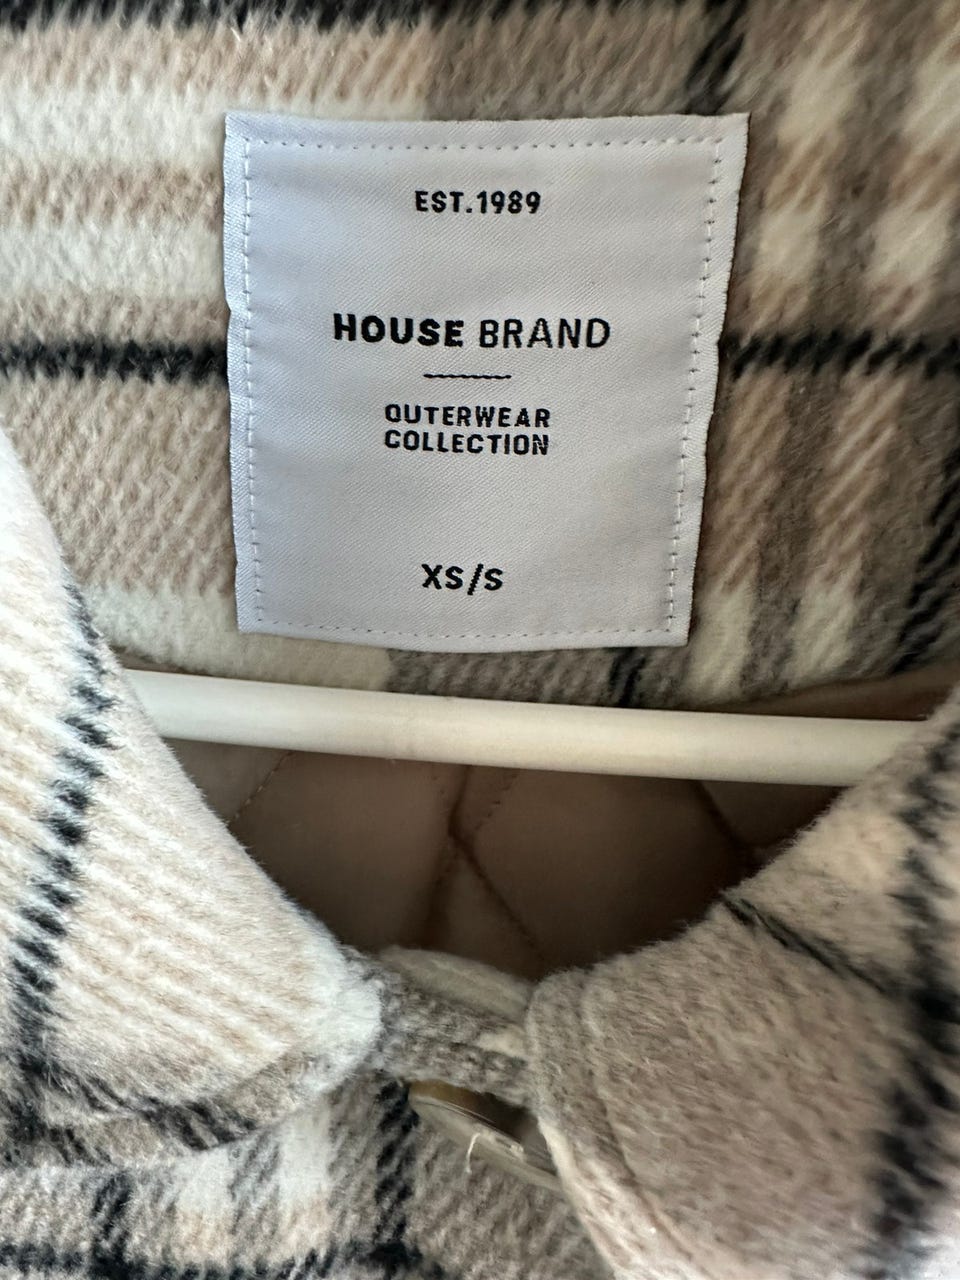 EST.1989
HOUSE BRAND
OUTERWEAR
COLLECTION
XS/S